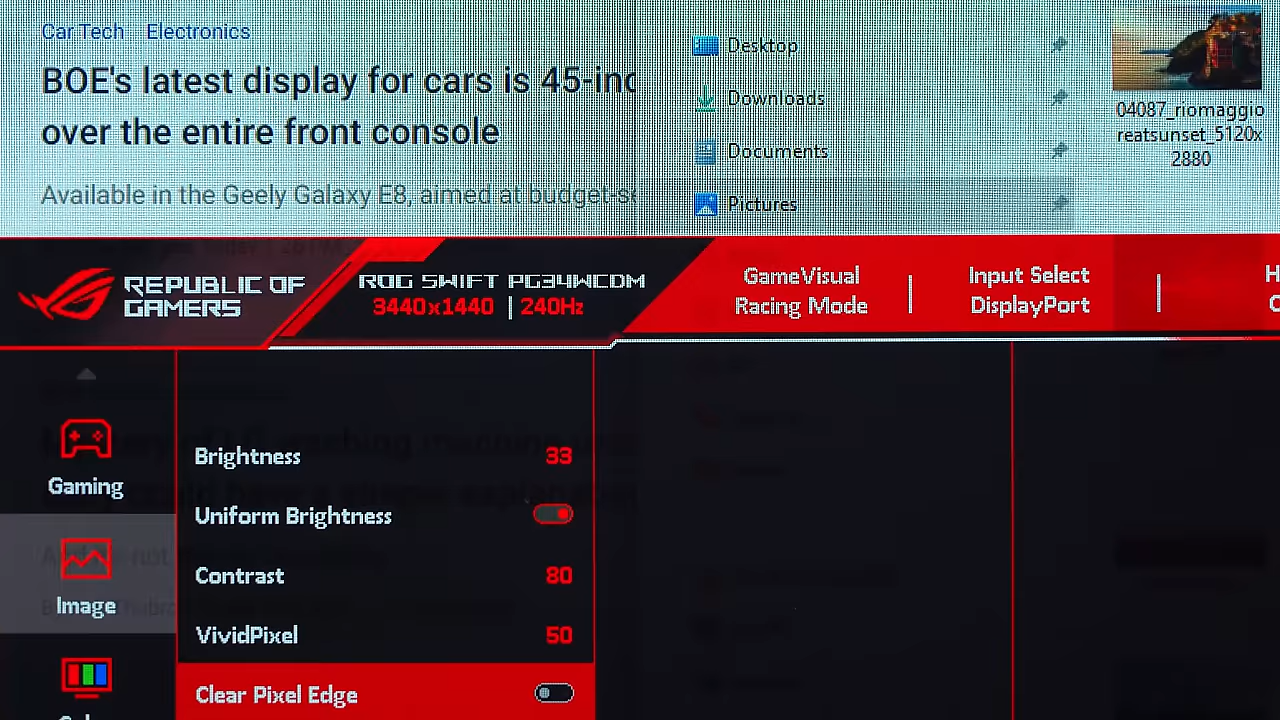 Car Tech Electronics
BOE's latest display for cars is 45-inc
over the entire front console
Available in the Geely Galaxy E8, aimed at budget-se
Desktop
Downloads
Documents
Pictures
04087_riomaggio
reatsunset_5120x
2880
REPUBLIC OF
GAMERS
ROG SWIFT PG34WCDM
3440x1440 | 240Hz
GameVisual
Racing Mode
Input Select
DisplayPort
Gaming
Image
Brightness 33
Uniform Brightness
Contrast 80
VividPixel 50
Clear Pixel Edge